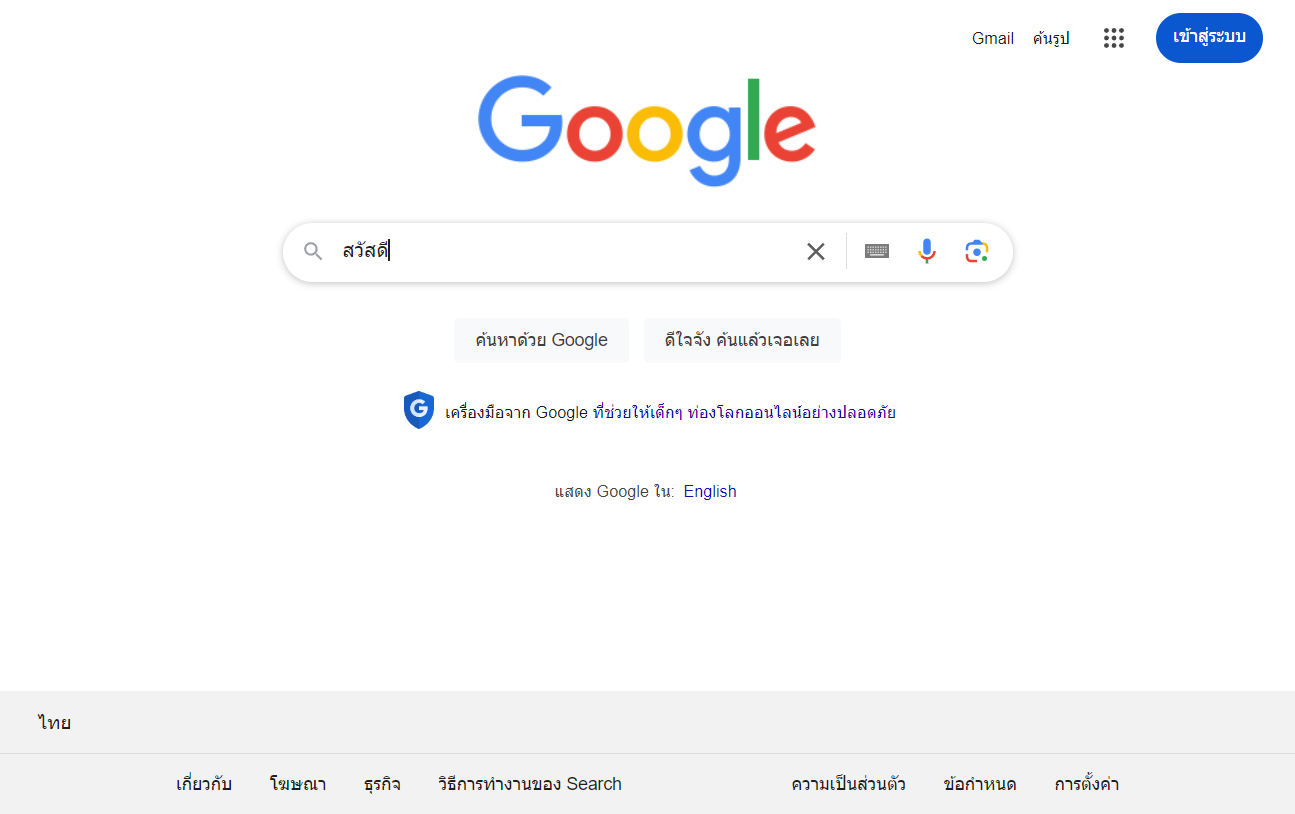 Gmail ค้นรูป เข้าสู่ระบบ
Google
สวัสดี
ค้นหาด้วย Google ดีใจจัง ค้นแล้วเจอเลย
G เครื่องมือจาก Google ที่ช่วยให้เด็กๆ ท่องโลกออนไลน์อย่างปลอดภัย
แสดง Google ใน: English
ไทย
เกี่ยวกับ โฆษณา ธุรกิจ วิธีการทำงานของ Search ความเป็นส่วนตัว ข้อกำหนด การตั้งค่า